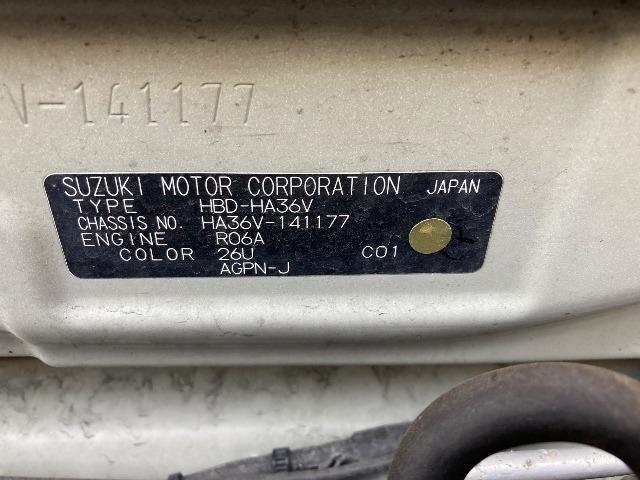 V-141177
SUZUKI MOTOR CORPORATION JAPAN
TYPE HBD-HA36V
CHASSIS NO. HA36V-141177
ENGINE R06A
COLOR 26U C01
AGPN-J